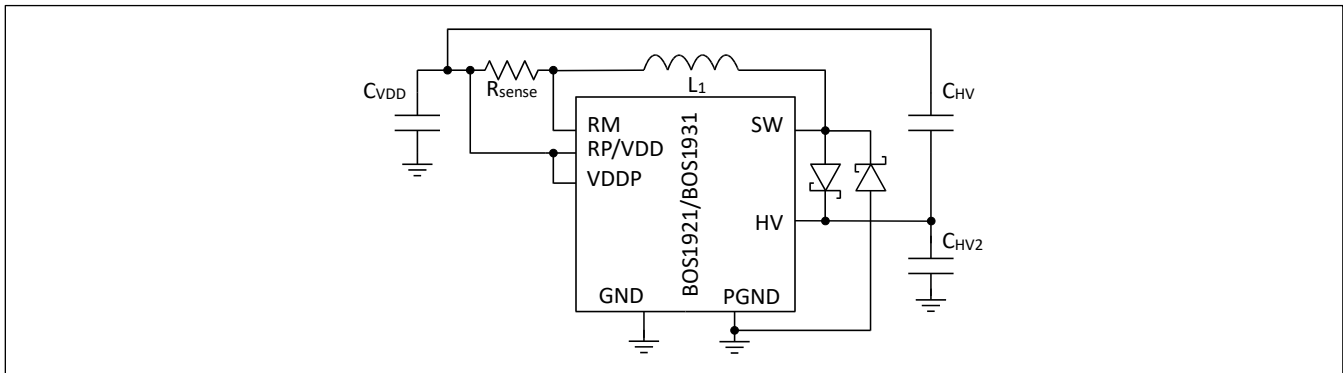 CVDD
Rsense
L1
CHV
RM
SW
RP/VDD
VDDP
BOS1921/BOS1931
HV
CHV2
GND
PGND